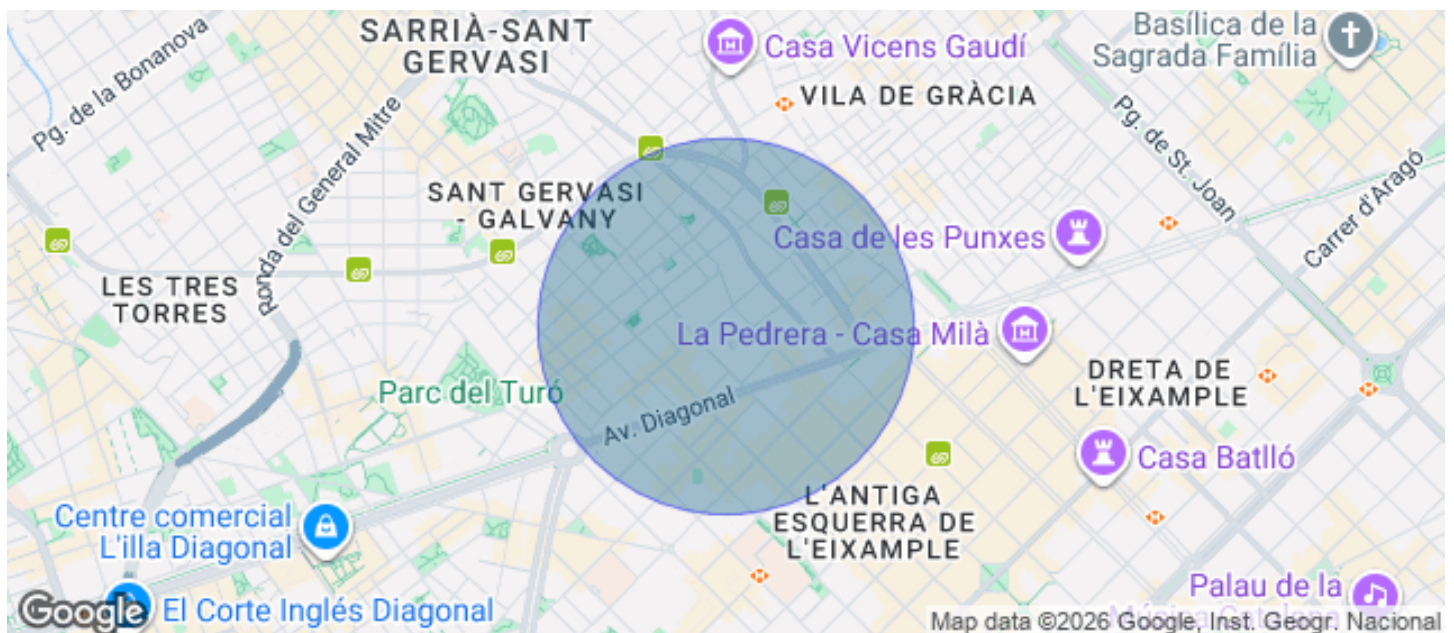 SARRIÀ-SANT
GERVASI
Pg. de la Bonanova
Casa Vicens Gaudí
Basílica de la
Sagrada Família
VILA DE GRÀCIA
Ronda del General Mitre
Pg. de St. Joan
SANT GERVASI
- GALVANY
Carrer d'Aragó
Casa de les Punxes
LES TRES
TORRES
La Pedrera - Casa Milà
DRETA DE
L'EIXAMPLE
Parc del Turó
Av. Diagonal
Casa Batlló
L'ANTIGA
ESQUERRA DE
L'EIXAMPLE
Centre comercial
L'illa Diagonal
El Corte Inglés Diagonal
Palau de la
Música Catalana
Google
Map data ©2026 Google, Inst. Geogr. Nacional